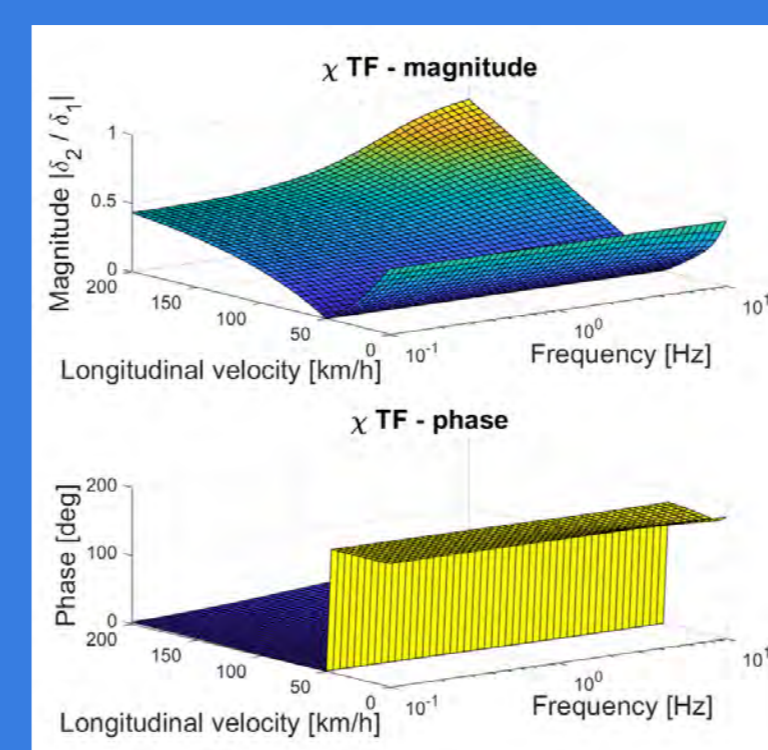 χ TF - magnitude
Magnitude |δ2 / δ1|
1
0.5
0
200
150
100
50
0
10-1
100
101
Longitudinal velocity [km/h]
Frequency [Hz]
χ TF - phase
Phase [deg]
200
100
0
200
150
100
50
0
10-1
100
101
Longitudinal velocity [km/h]
Frequency [Hz]